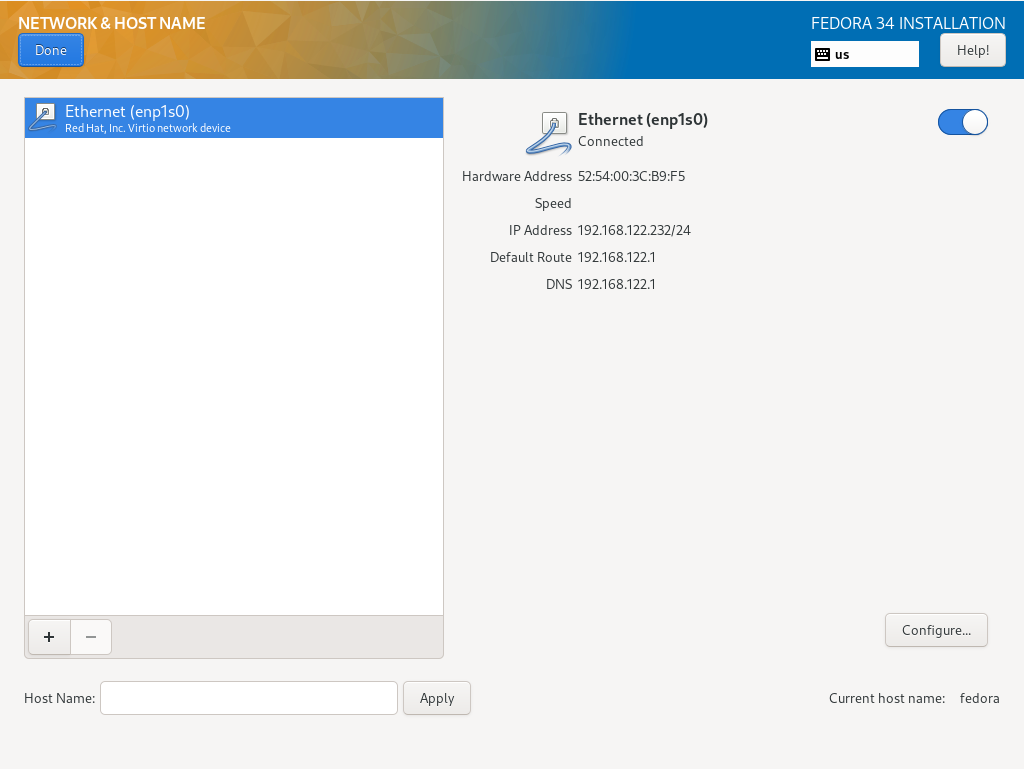 NETWORK & HOST NAME
FEDORA 34 INSTALLATION
Done
us
Help!
Ethernet (enp1s0)
Red Hat, Inc. Virtio network device
Ethernet (enp1s0)
Connected
Hardware Address 52:54:00:3C:B9:F5
Speed
IP Address 192.168.122.232/24
Default Route 192.168.122.1
DNS 192.168.122.1
+ −
Configure...
Host Name:
Apply
Current host name: fedora